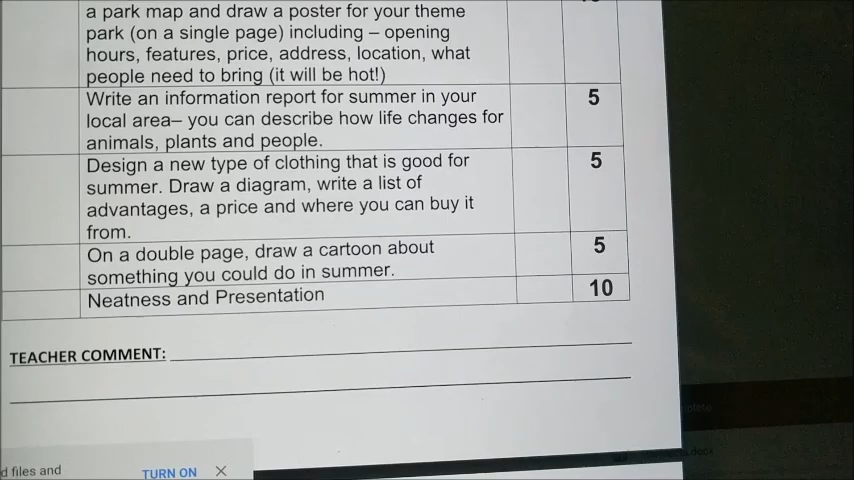 a park map and draw a poster for your theme
park (on a single page) including – opening
hours, features, price, address, location, what
people need to bring (it will be hot!)
Write an information report for summer in your
local area– you can describe how life changes for
animals, plants and people.
5
Design a new type of clothing that is good for
summer. Draw a diagram, write a list of
advantages, a price and where you can buy it
from.
5
On a double page, draw a cartoon about
something you could do in summer.
5
Neatness and Presentation
10
TEACHER COMMENT:
d files and
TURN ON